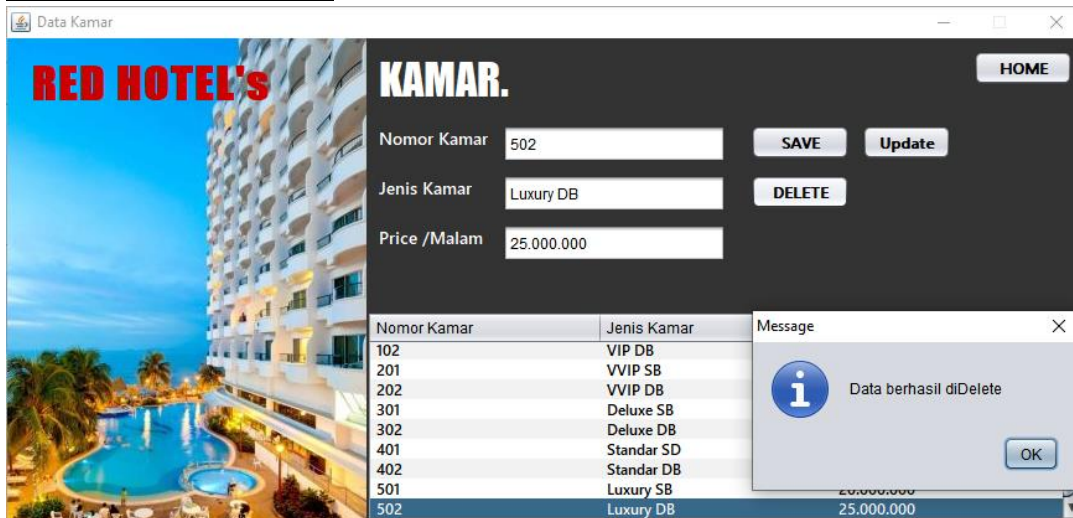 Data Kamar
RED HOTEL's
KAMAR.
HOME
Nomor Kamar 502 SAVE Update
Jenis Kamar Luxury DB DELETE
Price /Malam 25.000.000
Nomor Kamar Jenis Kamar
102 VIP DB
201 VVIP SB
202 VVIP DB
301 Deluxe SB
302 Deluxe DB
401 Standar SD
402 Standar DB
501 Luxury SB 20.000.000
502 Luxury DB 25.000.000
Message
Data berhasil diDelete
OK